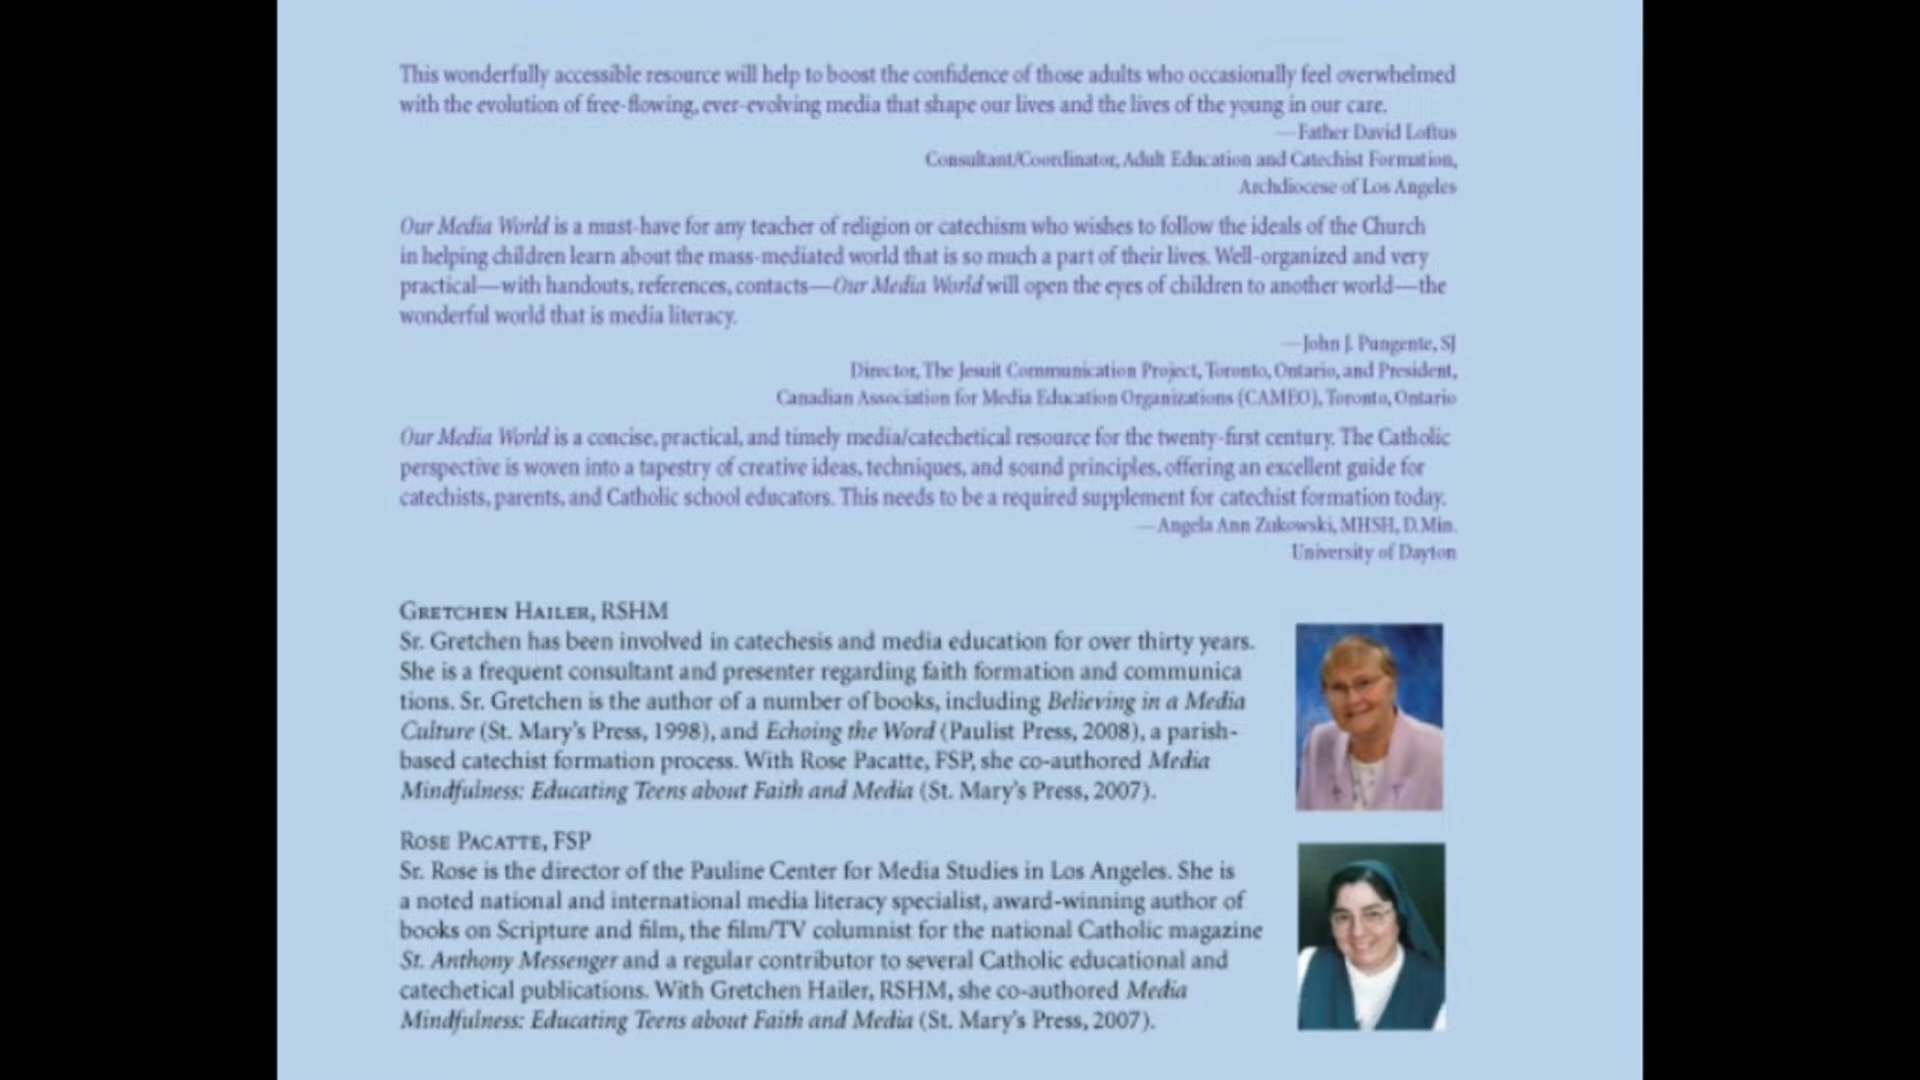 This wonderfully accessible resource will help to boost the confidence of those adults who occasionally feel overwhelmed
with the evolution of free-flowing, ever-evolving media that shape our lives and the lives of the young in our care.
—Father David Loftus
Consultant/Coordinator, Adult Education and Catechist Formation,
Archdiocese of Los Angeles
Our Media World is a must-have for any teacher of religion or catechism who wishes to follow the ideals of the Church
in helping children learn about the mass-mediated world that is so much a part of their lives. Well-organized and very
practical—with handouts, references, contacts—Our Media World will open the eyes of children to another world—the
wonderful world that is media literacy.
—John J. Pungente, SJ
Director, The Jesuit Communication Project, Toronto, Ontario, and President,
Canadian Association for Media Education Organizations (CAMEO), Toronto, Ontario
Our Media World is a concise, practical, and timely media/catechetical resource for the twenty-first century. The Catholic
perspective is woven into a tapestry of creative ideas, techniques, and sound principles, offering an excellent guide for
catechists, parents, and Catholic school educators. This needs to be a required supplement for catechist formation today.
—Angela Ann Zukowski, MHSH, D.Min.
University of Dayton
GRETCHEN HAILER, RSHM
Sr. Gretchen has been involved in catechesis and media education for over thirty years.
She is a frequent consultant and presenter regarding faith formation and communica
tions. Sr. Gretchen is the author of a number of books, including Believing in a Media
Culture (St. Mary's Press, 1998), and Echoing the Word (Paulist Press, 2008), a parish-
based catechist formation process. With Rose Pacatte, FSP, she co-authored Media
Mindfulness: Educating Teens about Faith and Media (St. Mary's Press, 2007).
ROSE PACATTE, FSP
Sr. Rose is the director of the Pauline Center for Media Studies in Los Angeles. She is
a noted national and international media literacy specialist, award-winning author of
books on Scripture and film, the film/TV columnist for the national Catholic magazine
St. Anthony Messenger and a regular contributor to several Catholic educational and
catechetical publications. With Gretchen Hailer, RSHM, she co-authored Media
Mindfulness: Educating Teens about Faith and Media (St. Mary's Press, 2007).